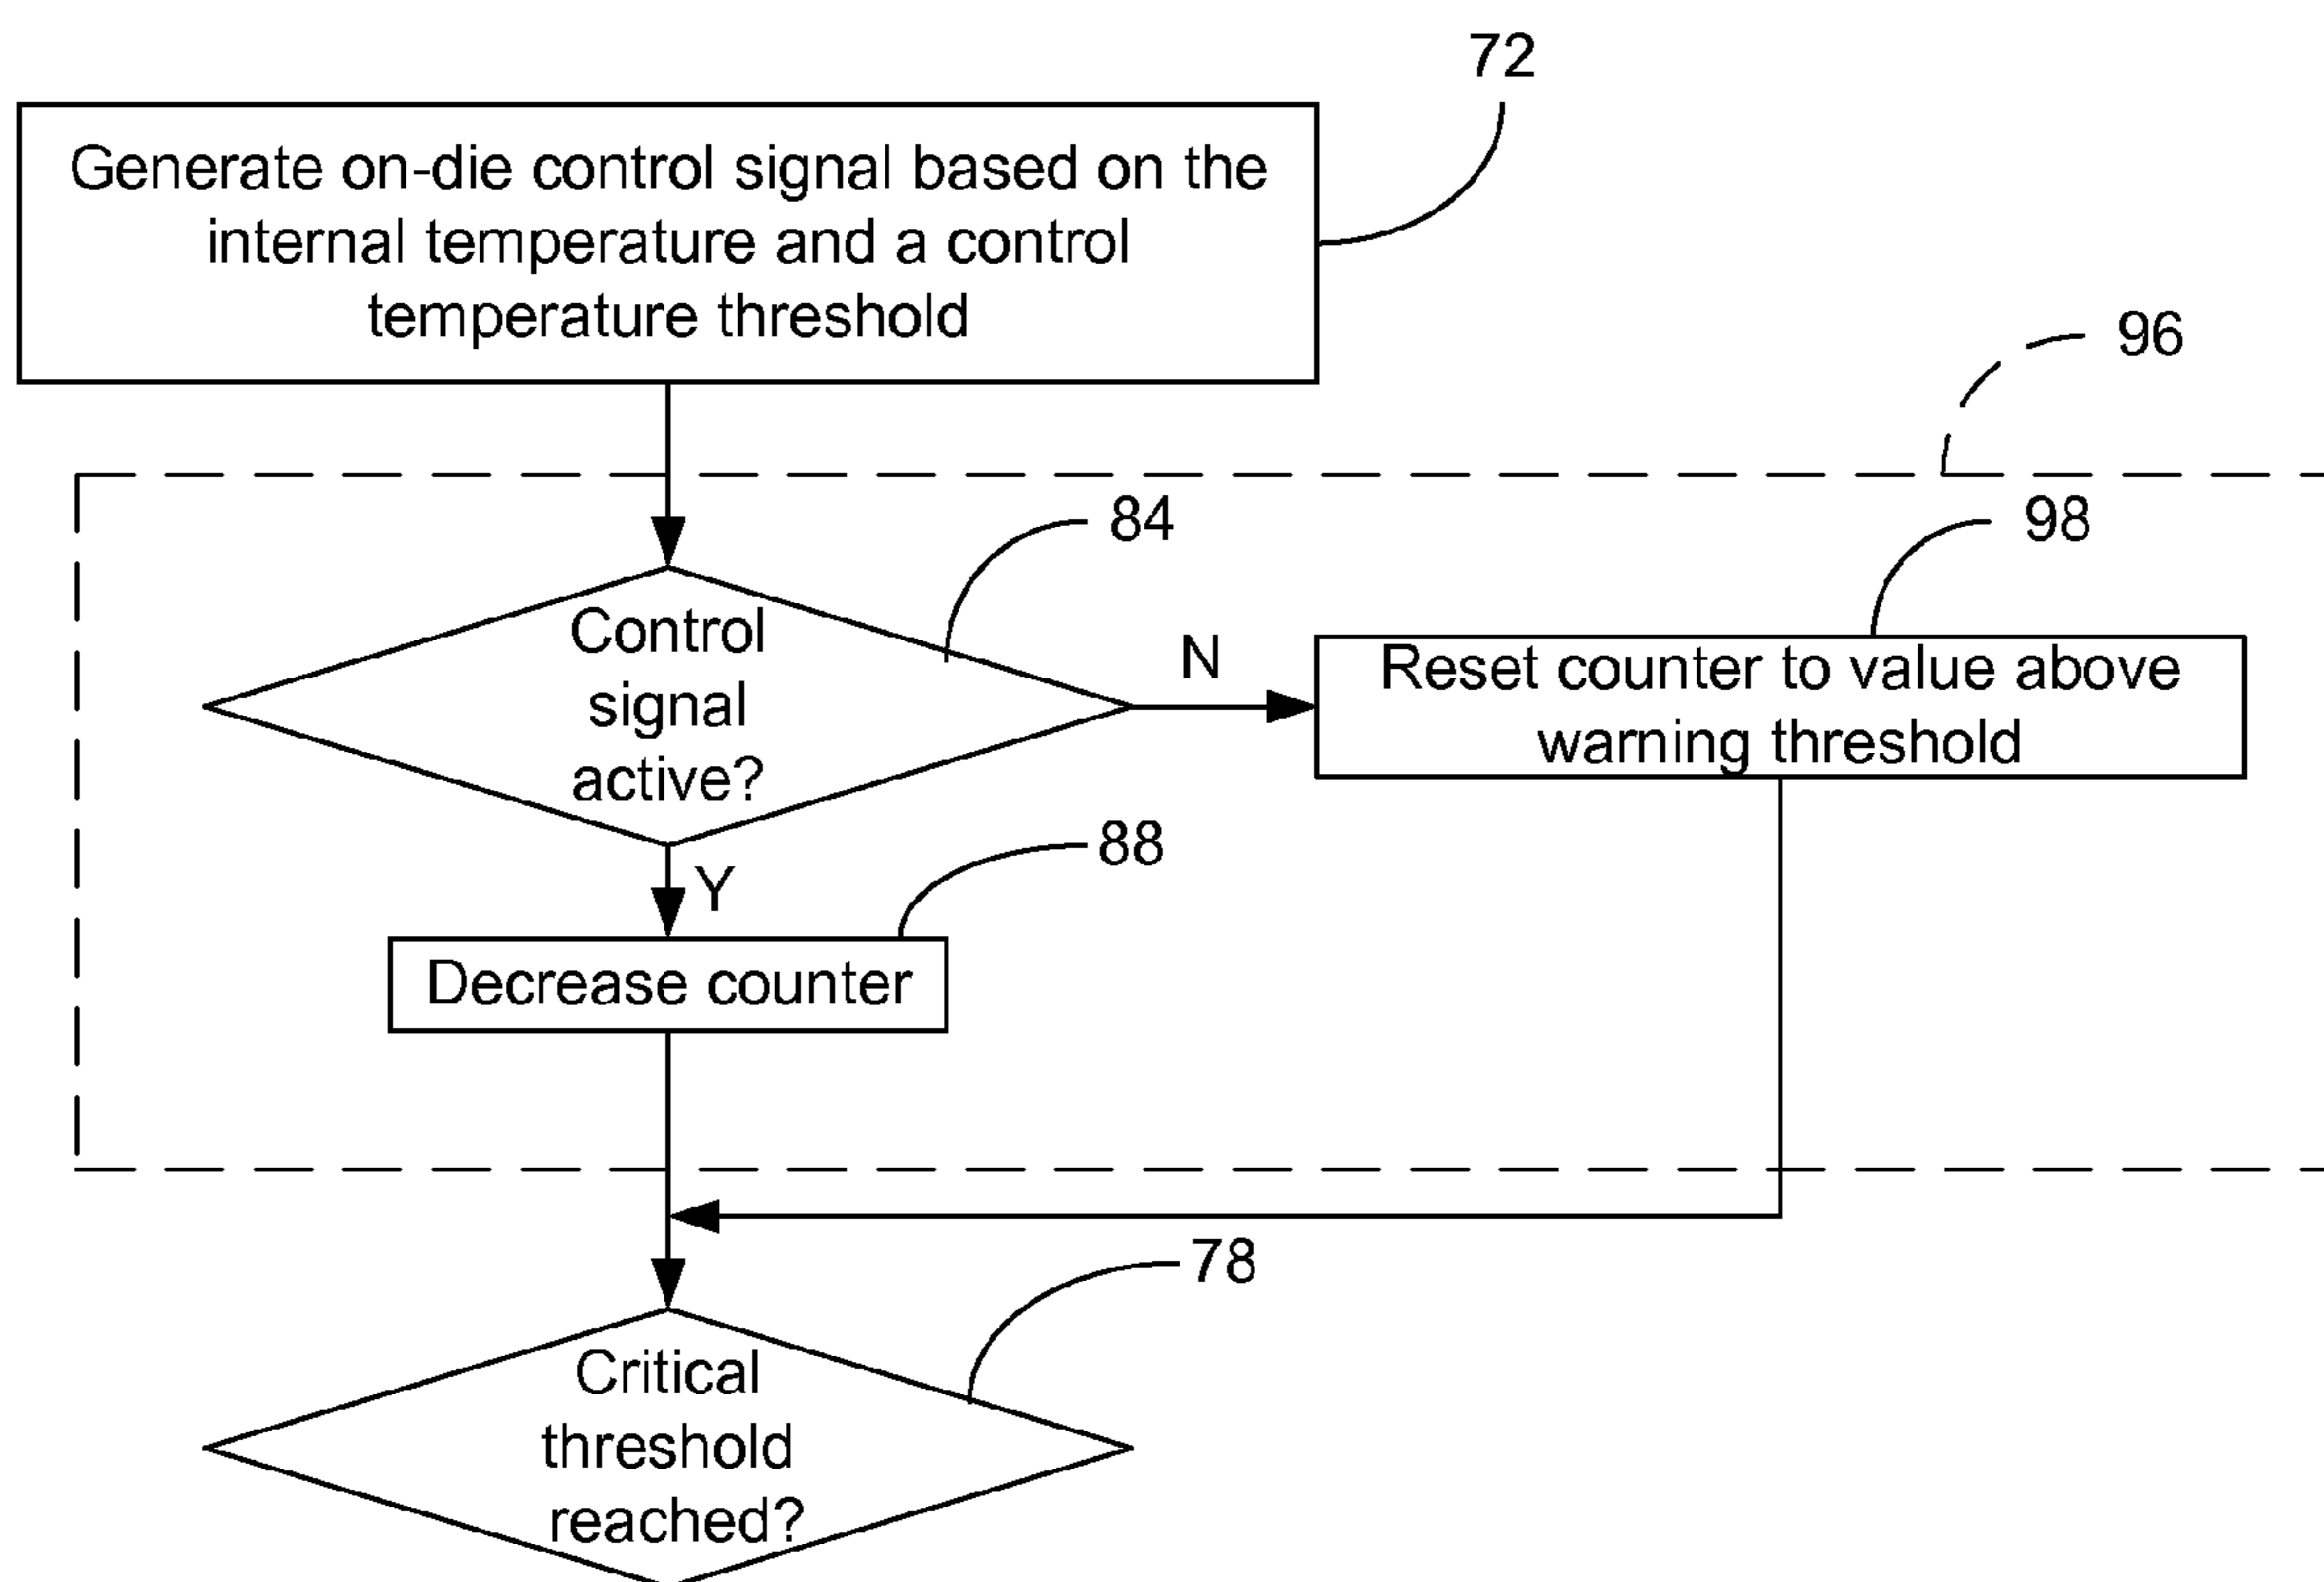 72
Generate on-die control signal based on the
internal temperature and a control
temperature threshold
96
84
98
Control
signal
active?
N
Reset counter to value above
warning threshold
88
Y
Decrease counter
78
Critical
threshold
reached?